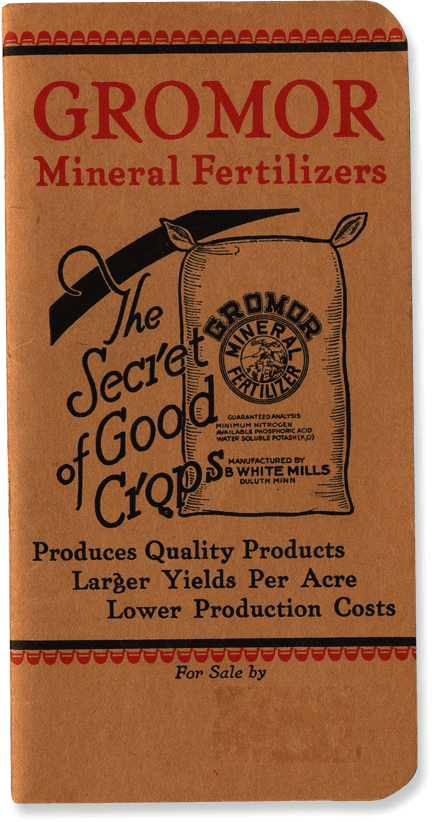 GROMOR
Mineral Fertilizers
The
Secret
of Good
Crops
GROMOR
MINERAL
FERTILIZER
GUARANTEED ANALYSIS
MINIMUM NITROGEN
AVAILABLE PHOSPHORIC ACID
WATER SOLUBLE POTASH (K₂O)
MANUFACTURED BY
B WHITE MILLS
DULUTH MINN
Produces Quality Products
Larger Yields Per Acre
Lower Production Costs
For Sale by